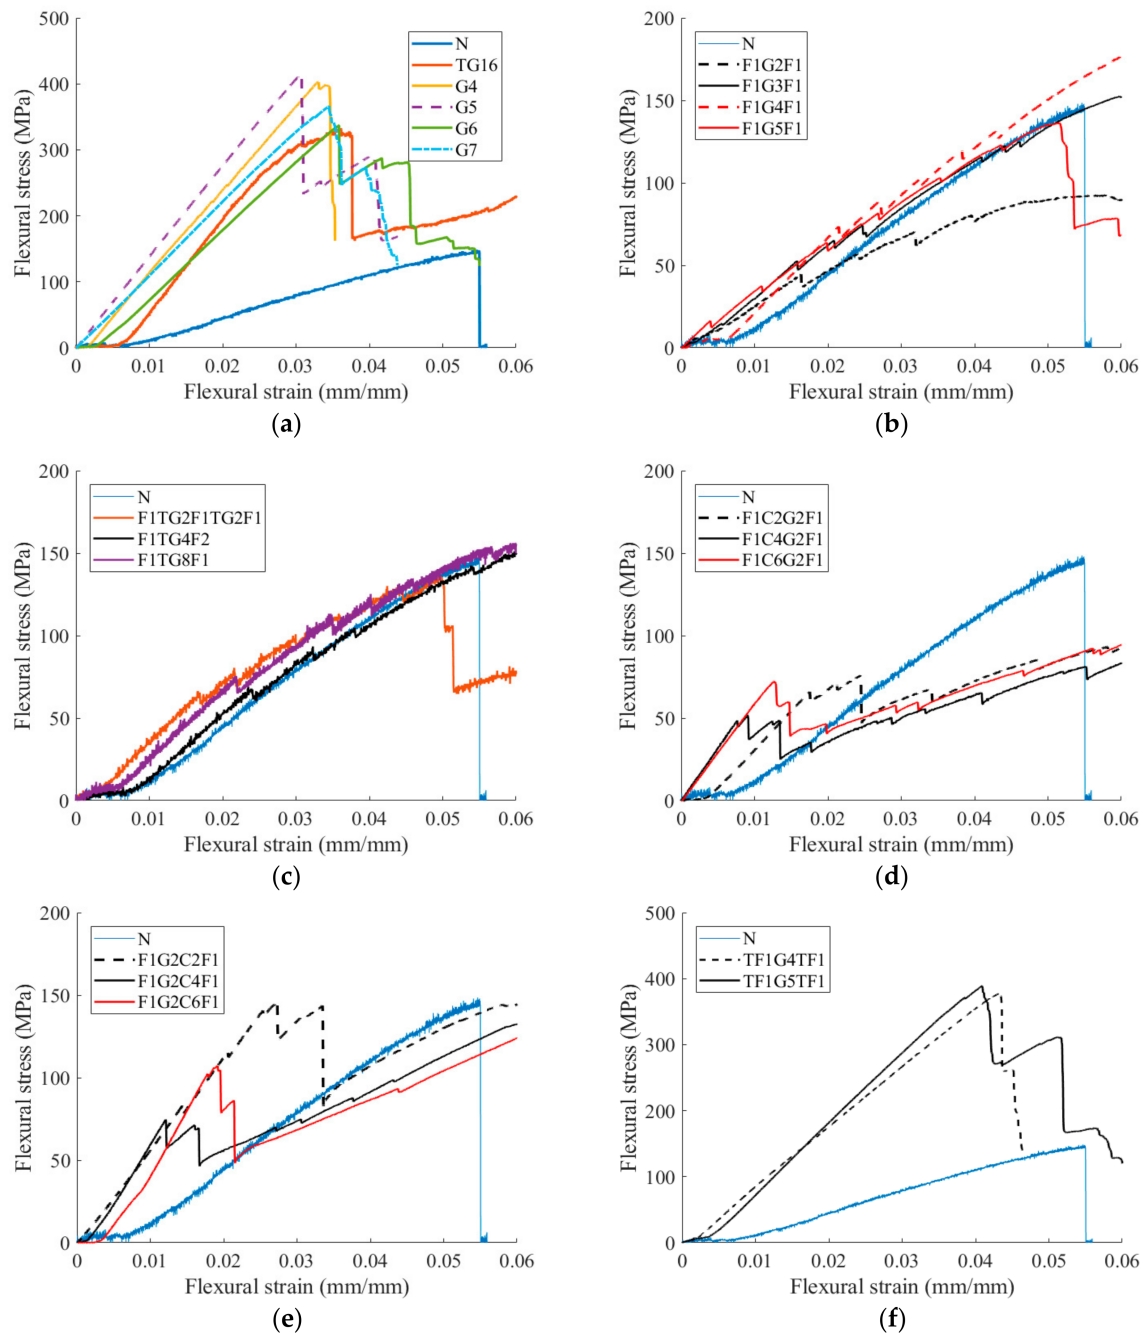 500
400
300
200
100
0
Flexural stress (MPa)
N
TG16
G4
G5
G6
G7
0 0.01 0.02 0.03 0.04 0.05 0.06
Flexural strain (mm/mm)
(a)
200
150
100
50
0
Flexural stress (MPa)
N
F1G2F1
F1G3F1
F1G4F1
F1G5F1
0 0.01 0.02 0.03 0.04 0.05 0.06
Flexural strain (mm/mm)
(b)
200
150
100
50
0
Flexural stress (MPa)
N
F1TG2F1TG2F1
F1TG4F2
F1TG8F1
0 0.01 0.02 0.03 0.04 0.05 0.06
Flexural strain (mm/mm)
(c)
200
150
100
50
0
Flexural stress (MPa)
N
F1C2G2F1
F1C4G2F1
F1C6G2F1
0 0.01 0.02 0.03 0.04 0.05 0.06
Flexural strain (mm/mm)
(d)
200
150
100
50
0
Flexural stress (MPa)
N
F1G2C2F1
F1G2C4F1
F1G2C6F1
0 0.01 0.02 0.03 0.04 0.05 0.06
Flexural strain (mm/mm)
(e)
500
400
300
200
100
0
Flexural stress (MPa)
N
TF1G4TF1
TF1G5TF1
0 0.01 0.02 0.03 0.04 0.05 0.06
Flexural strain (mm/mm)
(f)